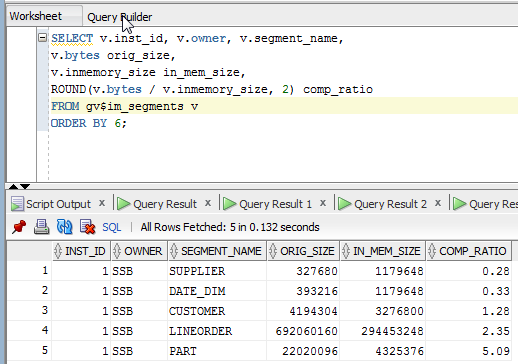 Worksheet Query Builder
SELECT v.inst_id, v.owner, v.segment_name,
v.bytes orig_size,
v.inmemory_size in_mem_size,
ROUND(v.bytes / v.inmemory_size, 2) comp_ratio
FROM gv$im_segments v
ORDER BY 6;
Script Output x Query Result x Query Result 1 x Query Result 2 x Query Res
SQL | All Rows Fetched: 5 in 0.132 seconds
INST_ID OWNER SEGMENT_NAME ORIG_SIZE IN_MEM_SIZE COMP_RATIO
1 1 SSB SUPPLIER 327680 1179648 0.28
2 1 SSB DATE_DIM 393216 1179648 0.33
3 1 SSB CUSTOMER 4194304 3276800 1.28
4 1 SSB LINEORDER 692060160 294453248 2.35
5 1 SSB PART 22020096 4325376 5.09